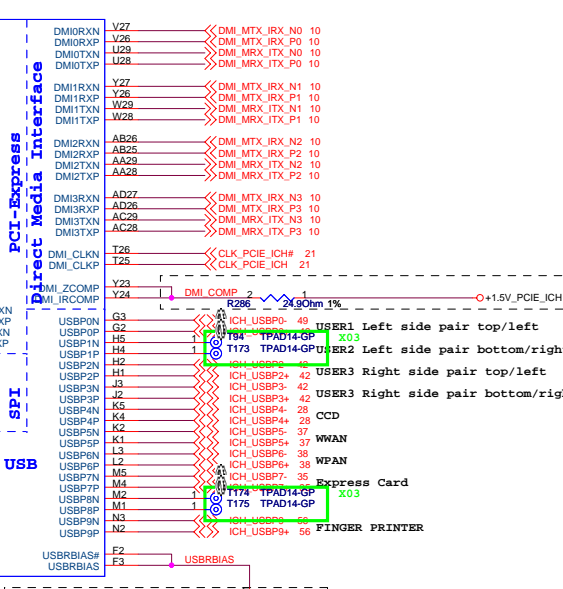 DMI0RXN V27 DMI_MTX_IRX_N0 10
DMI0RXP V26 DMI_MTX_IRX_P0 10
DMI0TXN U29 DMI_MRX_ITX_N0 10
DMI0TXP U28 DMI_MRX_ITX_P0 10
DMI1RXN Y27 DMI_MTX_IRX_N1 10
DMI1RXP Y26 DMI_MTX_IRX_P1 10
DMI1TXN W29 DMI_MRX_ITX_N1 10
DMI1TXP W28 DMI_MRX_ITX_P1 10
DMI2RXN AB26 DMI_MTX_IRX_N2 10
DMI2RXP AB25 DMI_MTX_IRX_P2 10
DMI2TXN AA29 DMI_MRX_ITX_N2 10
DMI2TXP AA28 DMI_MRX_ITX_P2 10
DMI3RXN AD27 DMI_MTX_IRX_N3 10
DMI3RXP AD26 DMI_MTX_IRX_P3 10
DMI3TXN AC29 DMI_MRX_ITX_N3 10
DMI3TXP AC28 DMI_MRX_ITX_P3 10
DMI_CLKN T26 CLK_PCIE_ICH# 21
DMI_CLKP T25 CLK_PCIE_ICH 21
PCI-Express
Direct Media Interface
DMI_ZCOMP Y23
DMI_IRCOMP Y24 DMI_COMP 2 1 +1.5V_PCIE_ICH
R286 24.9Ohm 1%
XN
XP
KN
KP
SPI
USB
USBP0N G3 ICH_USBP0- 49 USER1 Left side pair top/left
USBP0P G2
USBP1N H5 1 T94 TPAD14-GP X03
USBP1P H4 1 T173 TPAD14-GP USER2 Left side pair bottom/righ
USBP2N H2
USBP2P H1 ICH_USBP2+ 42 USER3 Right side pair top/left
USBP3N J3 ICH_USBP3- 42
USBP3P J2 ICH_USBP3+ 42 USER3 Right side pair bottom/rig
USBP4N K5 ICH_USBP4- 28
USBP4P K4 ICH_USBP4+ 28 CCD
USBP5N K2 ICH_USBP5- 37
USBP5P K1 ICH_USBP5+ 37 WWAN
USBP6N L3 ICH_USBP6- 38
USBP6P L2 ICH_USBP6+ 38 WPAN
USBP7N M5 ICH_USBP7- 35
USBP7P M4 Express Card
USBP8N M2 1 T174 TPAD14-GP X03
USBP8P M1 1 T175 TPAD14-GP
USBP9N N3
USBP9P N2 ICH_USBP9+ 56 FINGER PRINTER
USBRBIAS# F2
USBRBIAS F3 USBRBIAS